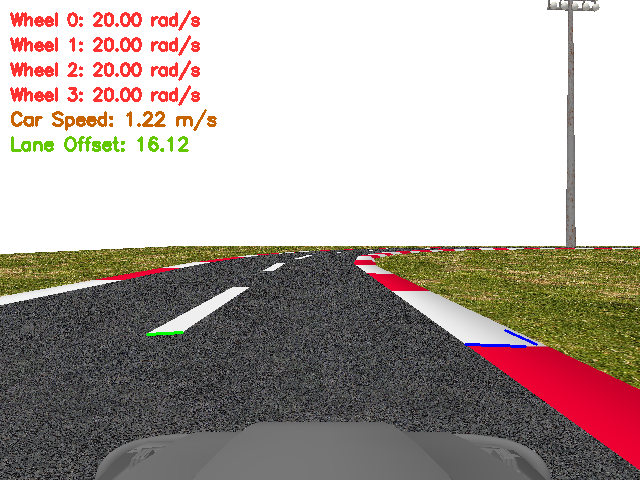 Wheel 0: 20.00 rad/s
Wheel 1: 20.00 rad/s
Wheel 2: 20.00 rad/s
Wheel 3: 20.00 rad/s
Car Speed: 1.22 m/s
Lane Offset: 16.12